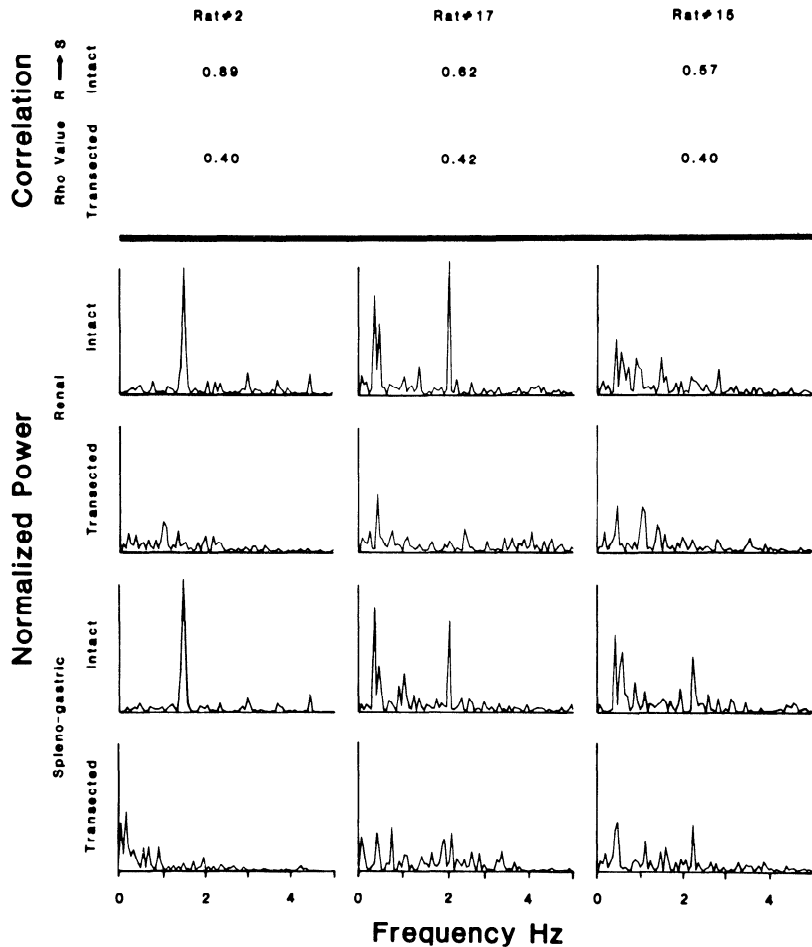 Rat#2 Rat#17 Rat#15
Correlation
Rho Value R → S
Intact
0.89 0.62 0.57
Transected
0.40 0.42 0.40
Normalized Power
Renal
Intact
Transected
Spleno-gastric
Intact
Transected
0 2 4 0 2 4 0 2 4
Frequency Hz